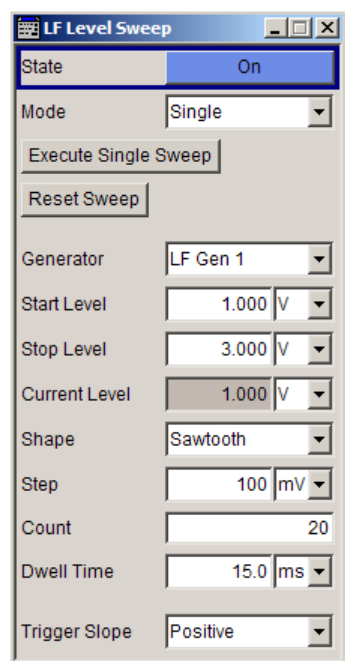 LF Level Sweep
State On
Mode Single
Execute Single Sweep
Reset Sweep
Generator LF Gen 1
Start Level 1.000 V
Stop Level 3.000 V
Current Level 1.000 V
Shape Sawtooth
Step 100 mV
Count 20
Dwell Time 15.0 ms
Trigger Slope Positive